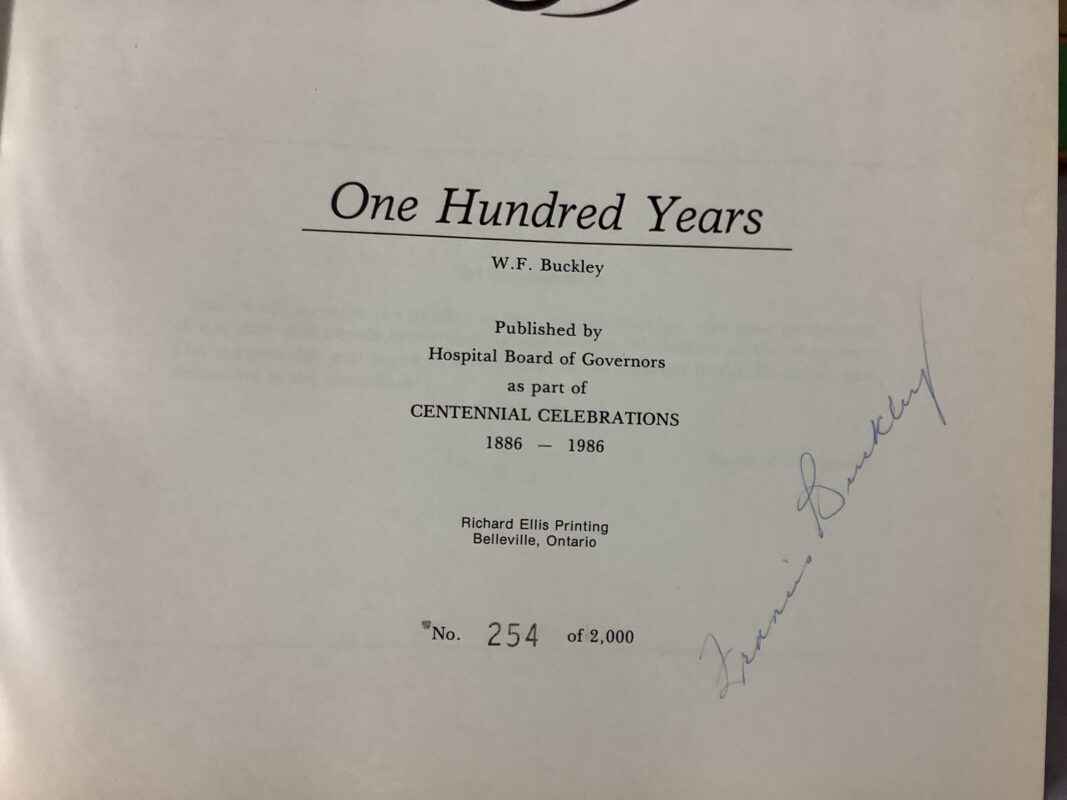 One Hundred Years
W.F. Buckley
Published by
Hospital Board of Governors
as part of
CENTENNIAL CELEBRATIONS
1886 — 1986
Richard Ellis Printing
Belleville, Ontario
No. 254 of 2,000
Francis Buckley